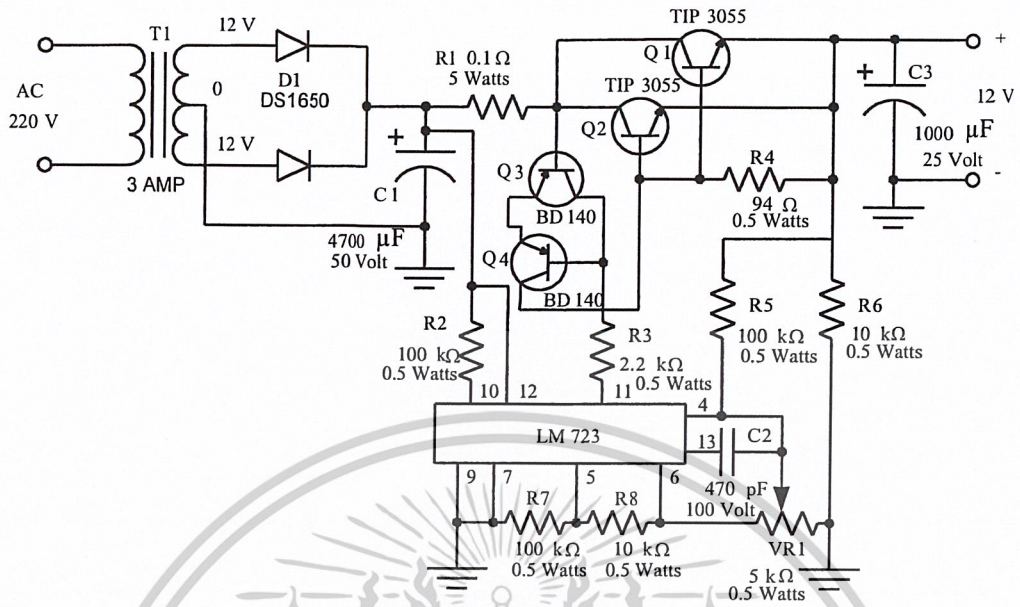 TIP 3055
T1
12 V
Q 1
+
R1 0.1 Ω
5 Watts
C3
AC
220 V
0
D1
DS1650
TIP 3055
+
12 V
Q2
1000 µF
25 Volt
12 V
+
Q3
R4
-
3 AMP
C 1
BD 140
94 Ω
0.5 Watts
4700 µF
50 Volt
Q4
BD 140
R5
R6
R2
R3
100 kΩ
0.5 Watts
10 kΩ
0.5 Watts
100 kΩ
0.5 Watts
2.2 kΩ
0.5 Watts
10
12
11
4
LM 723
13
C2
9
7
5
6
470 pF
100 Volt
R7
R8
VR1
100 kΩ
0.5 Watts
10 kΩ
0.5 Watts
5 kΩ
0.5 Watts